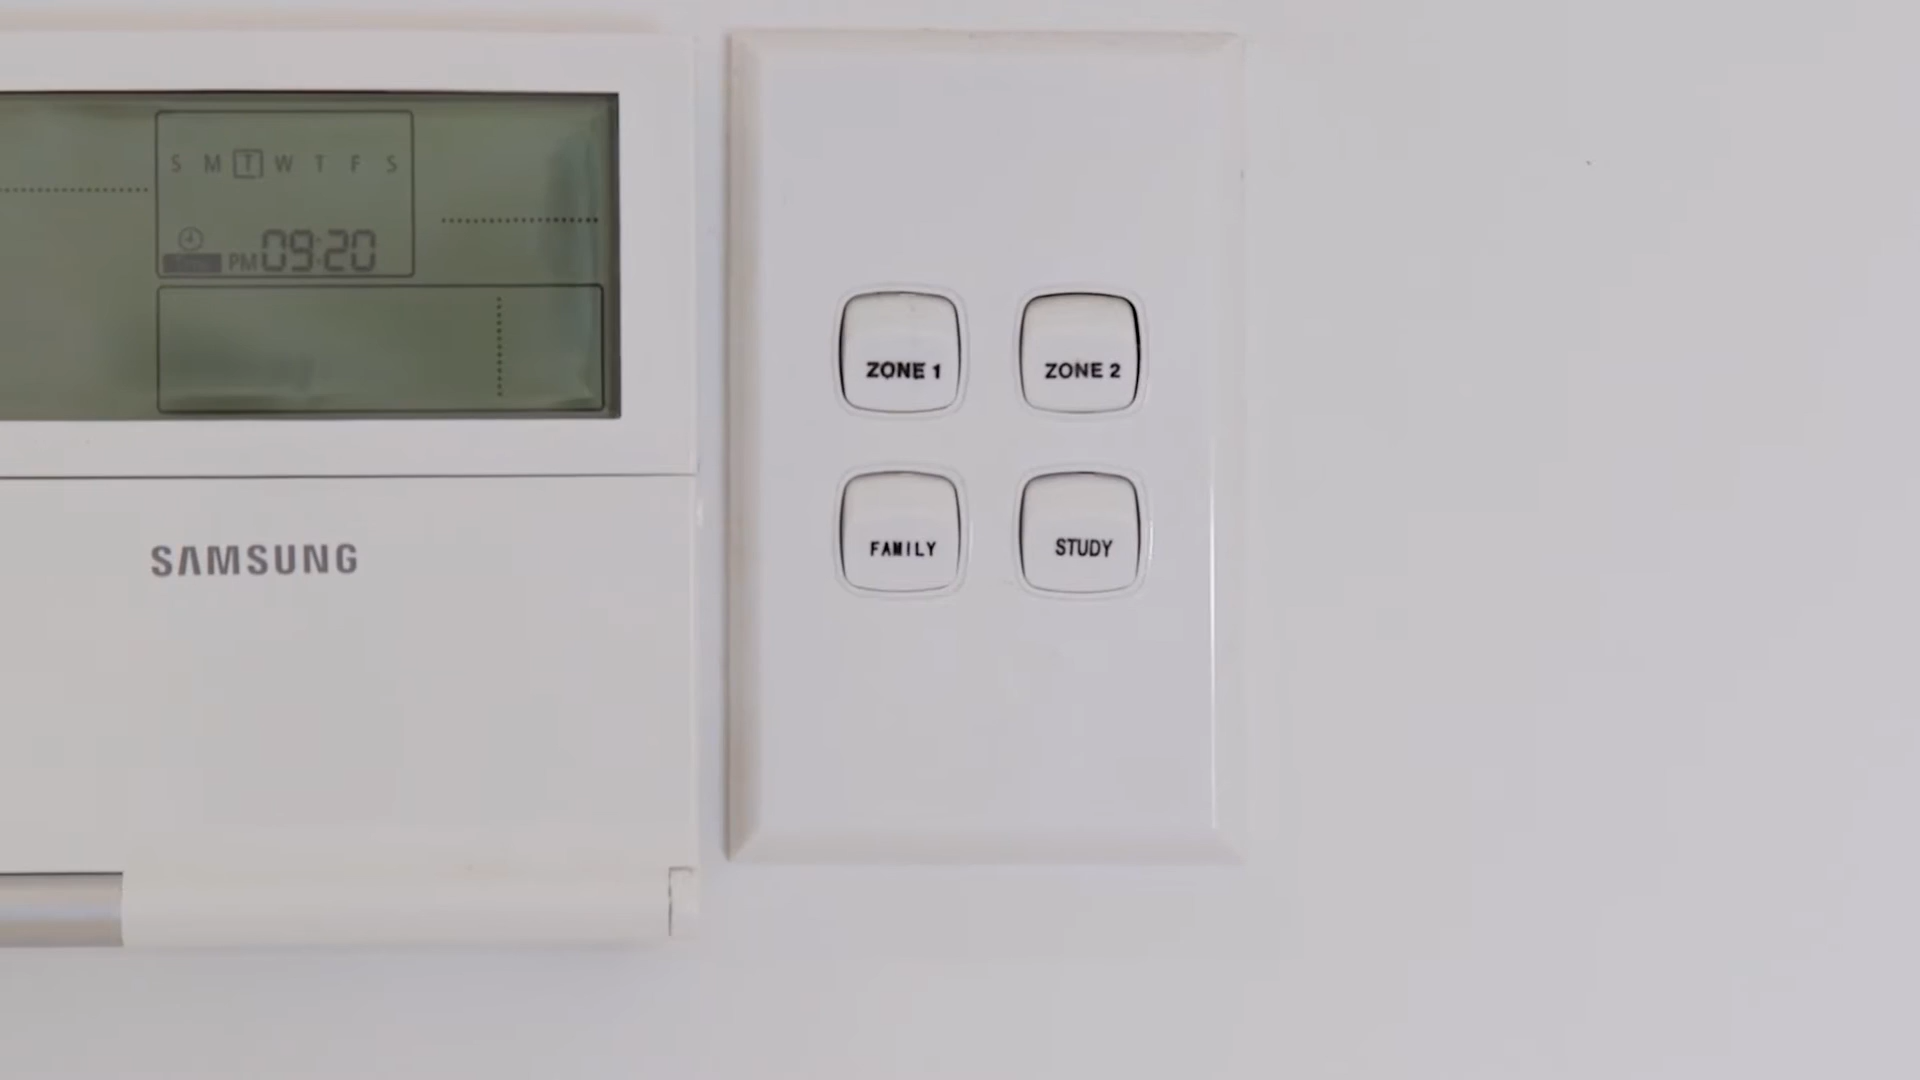 S M T W T F S
PM 09:20
SAMSUNG
ZONE 1
ZONE 2
FAMILY
STUDY